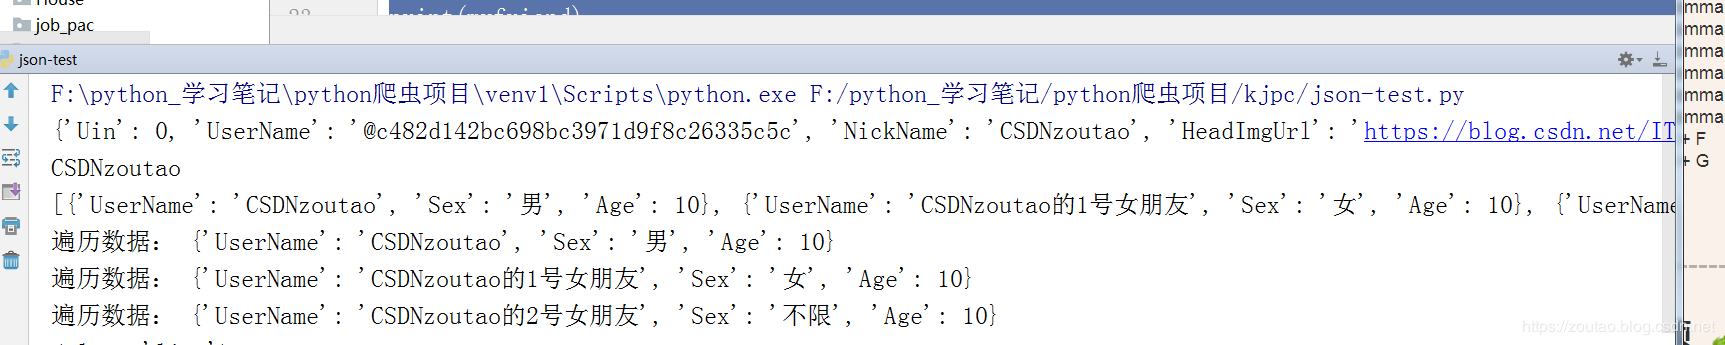 House
job_pac
json-test
F:\python_学习笔记\python爬虫项目\venv1\Scripts\python.exe F:/python_学习笔记/python爬虫项目/kjpc/json-test.py
{'Uin': 0, 'UserName': '@c482d142bc698bc3971d9f8c26335c5c', 'NickName': 'CSDNzoutao', 'HeadImgUrl': 'https://blog.csdn.net/IT
CSDNzoutao
[{'UserName': 'CSDNzoutao', 'Sex': '男', 'Age': 10}, {'UserName': 'CSDNzoutao的1号女朋友', 'Sex': '女', 'Age': 10}, {'UserName
遍历数据： {'UserName': 'CSDNzoutao', 'Sex': '男', 'Age': 10}
遍历数据： {'UserName': 'CSDNzoutao的1号女朋友', 'Sex': '女', 'Age': 10}
遍历数据： {'UserName': 'CSDNzoutao的2号女朋友', 'Sex': '不限', 'Age': 10}
mma
mma
mma
mma
mma
mma
+ F
+ G
https://zoutao.blog.csdn.net